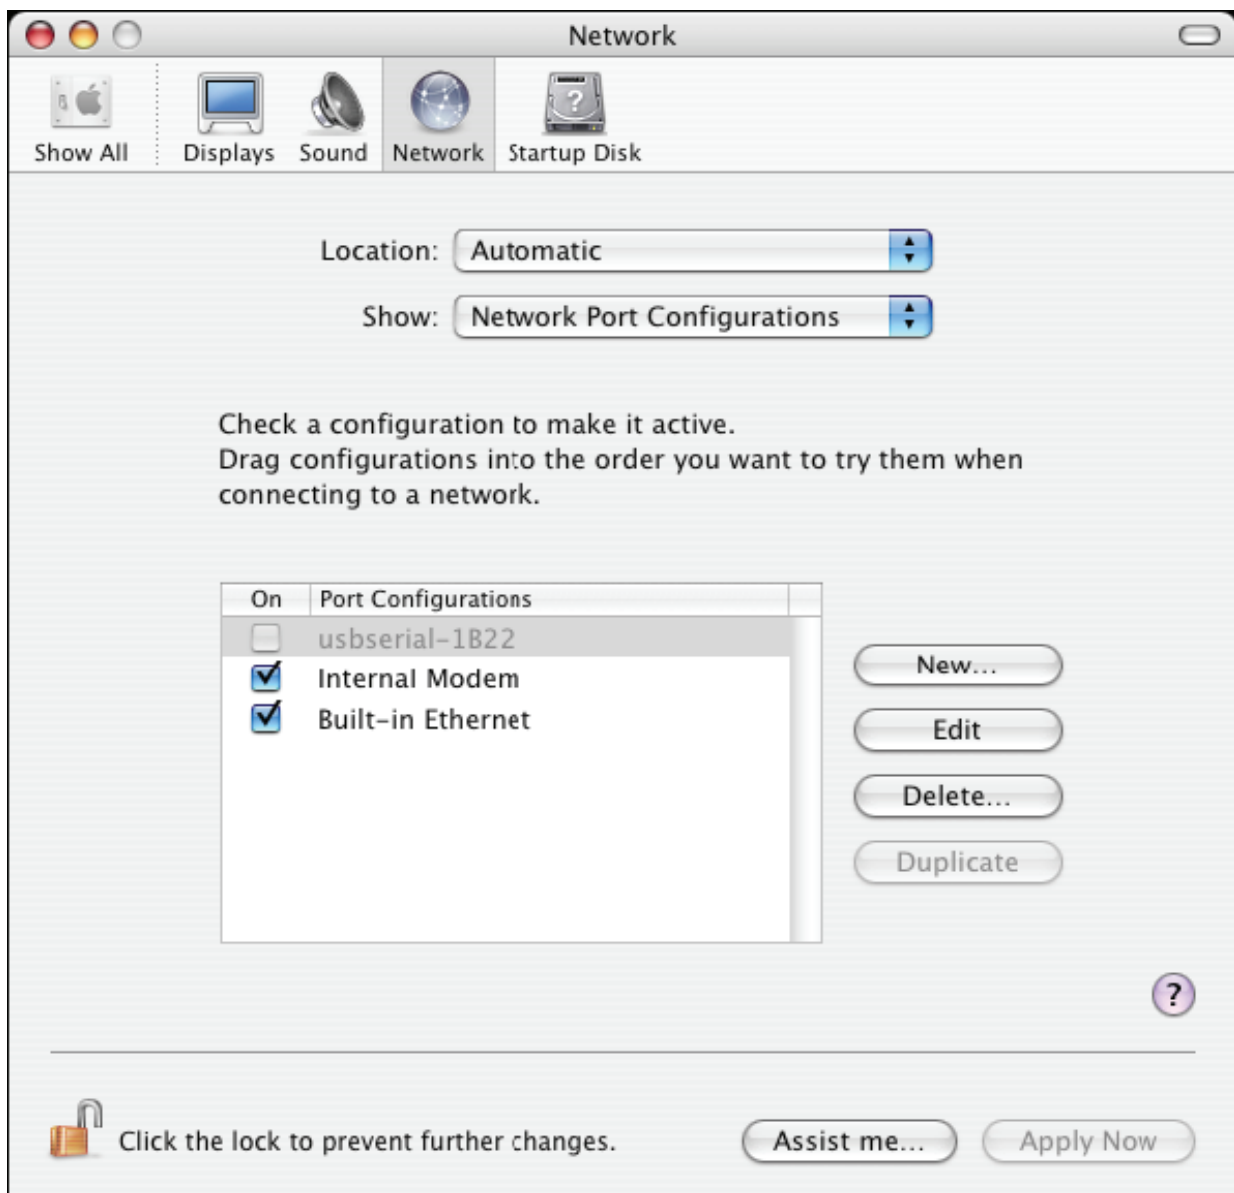 Network
Show All
Displays
Sound
Network
Startup Disk
Location: Automatic
Show: Network Port Configurations
Check a configuration to make it active.
Drag configurations into the order you want to try them when
connecting to a network.
On Port Configurations
usbserial-1B22
Internal Modem
Built-in Ethernet
New...
Edit
Delete...
Duplicate
?
Click the lock to prevent further changes.
Assist me...
Apply Now